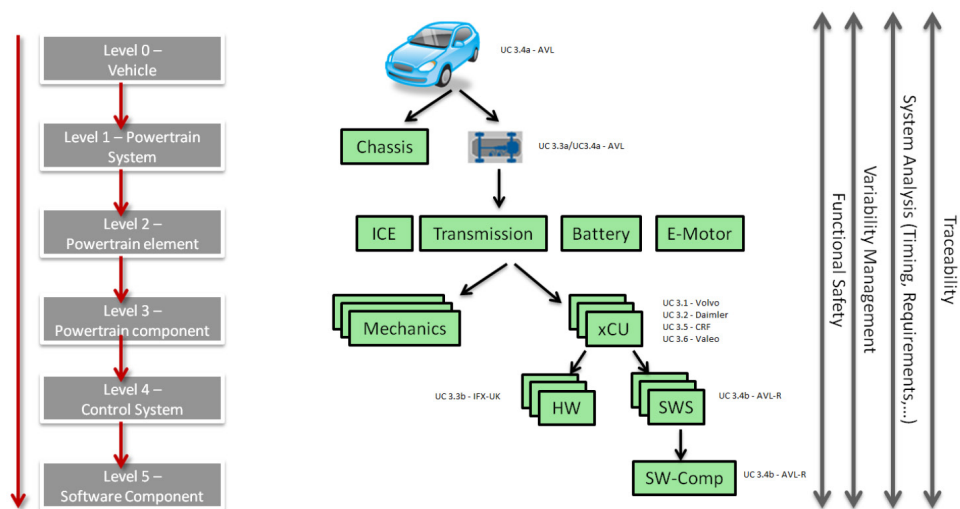 Level 0 –
Vehicle
UC 3.4a - AVL
Level 1 – Powertrain
System
Chassis
UC 3.3a/UC3.4a - AVL
Level 2 –
Powertrain element
ICE
Transmission
Battery
E-Motor
Level 3 –
Powertrain component
Mechanics
xCU
UC 3.1 - Volvo
UC 3.2 - Daimler
UC 3.5 - CRF
UC 3.6 - Valeo
Level 4 –
Control System
UC 3.3b - IFX-UK
HW
SWS
UC 3.4b - AVL-R
Level 5 –
Software Component
SW-Comp
UC 3.4b - AVL-R
Functional Safety
Variability Management
System Analysis (Timing, Requirements,...)
Traceability